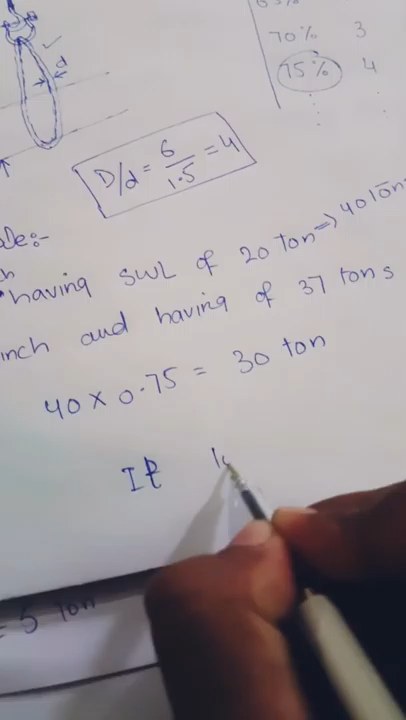 d
70% 3
75% 4
D/d = 6/1.5 = 4
having SWL of 20 Ton => 40 Ton
inch and having of 37 tons
40 x 0.75 = 30 ton
If
= 5 Ton